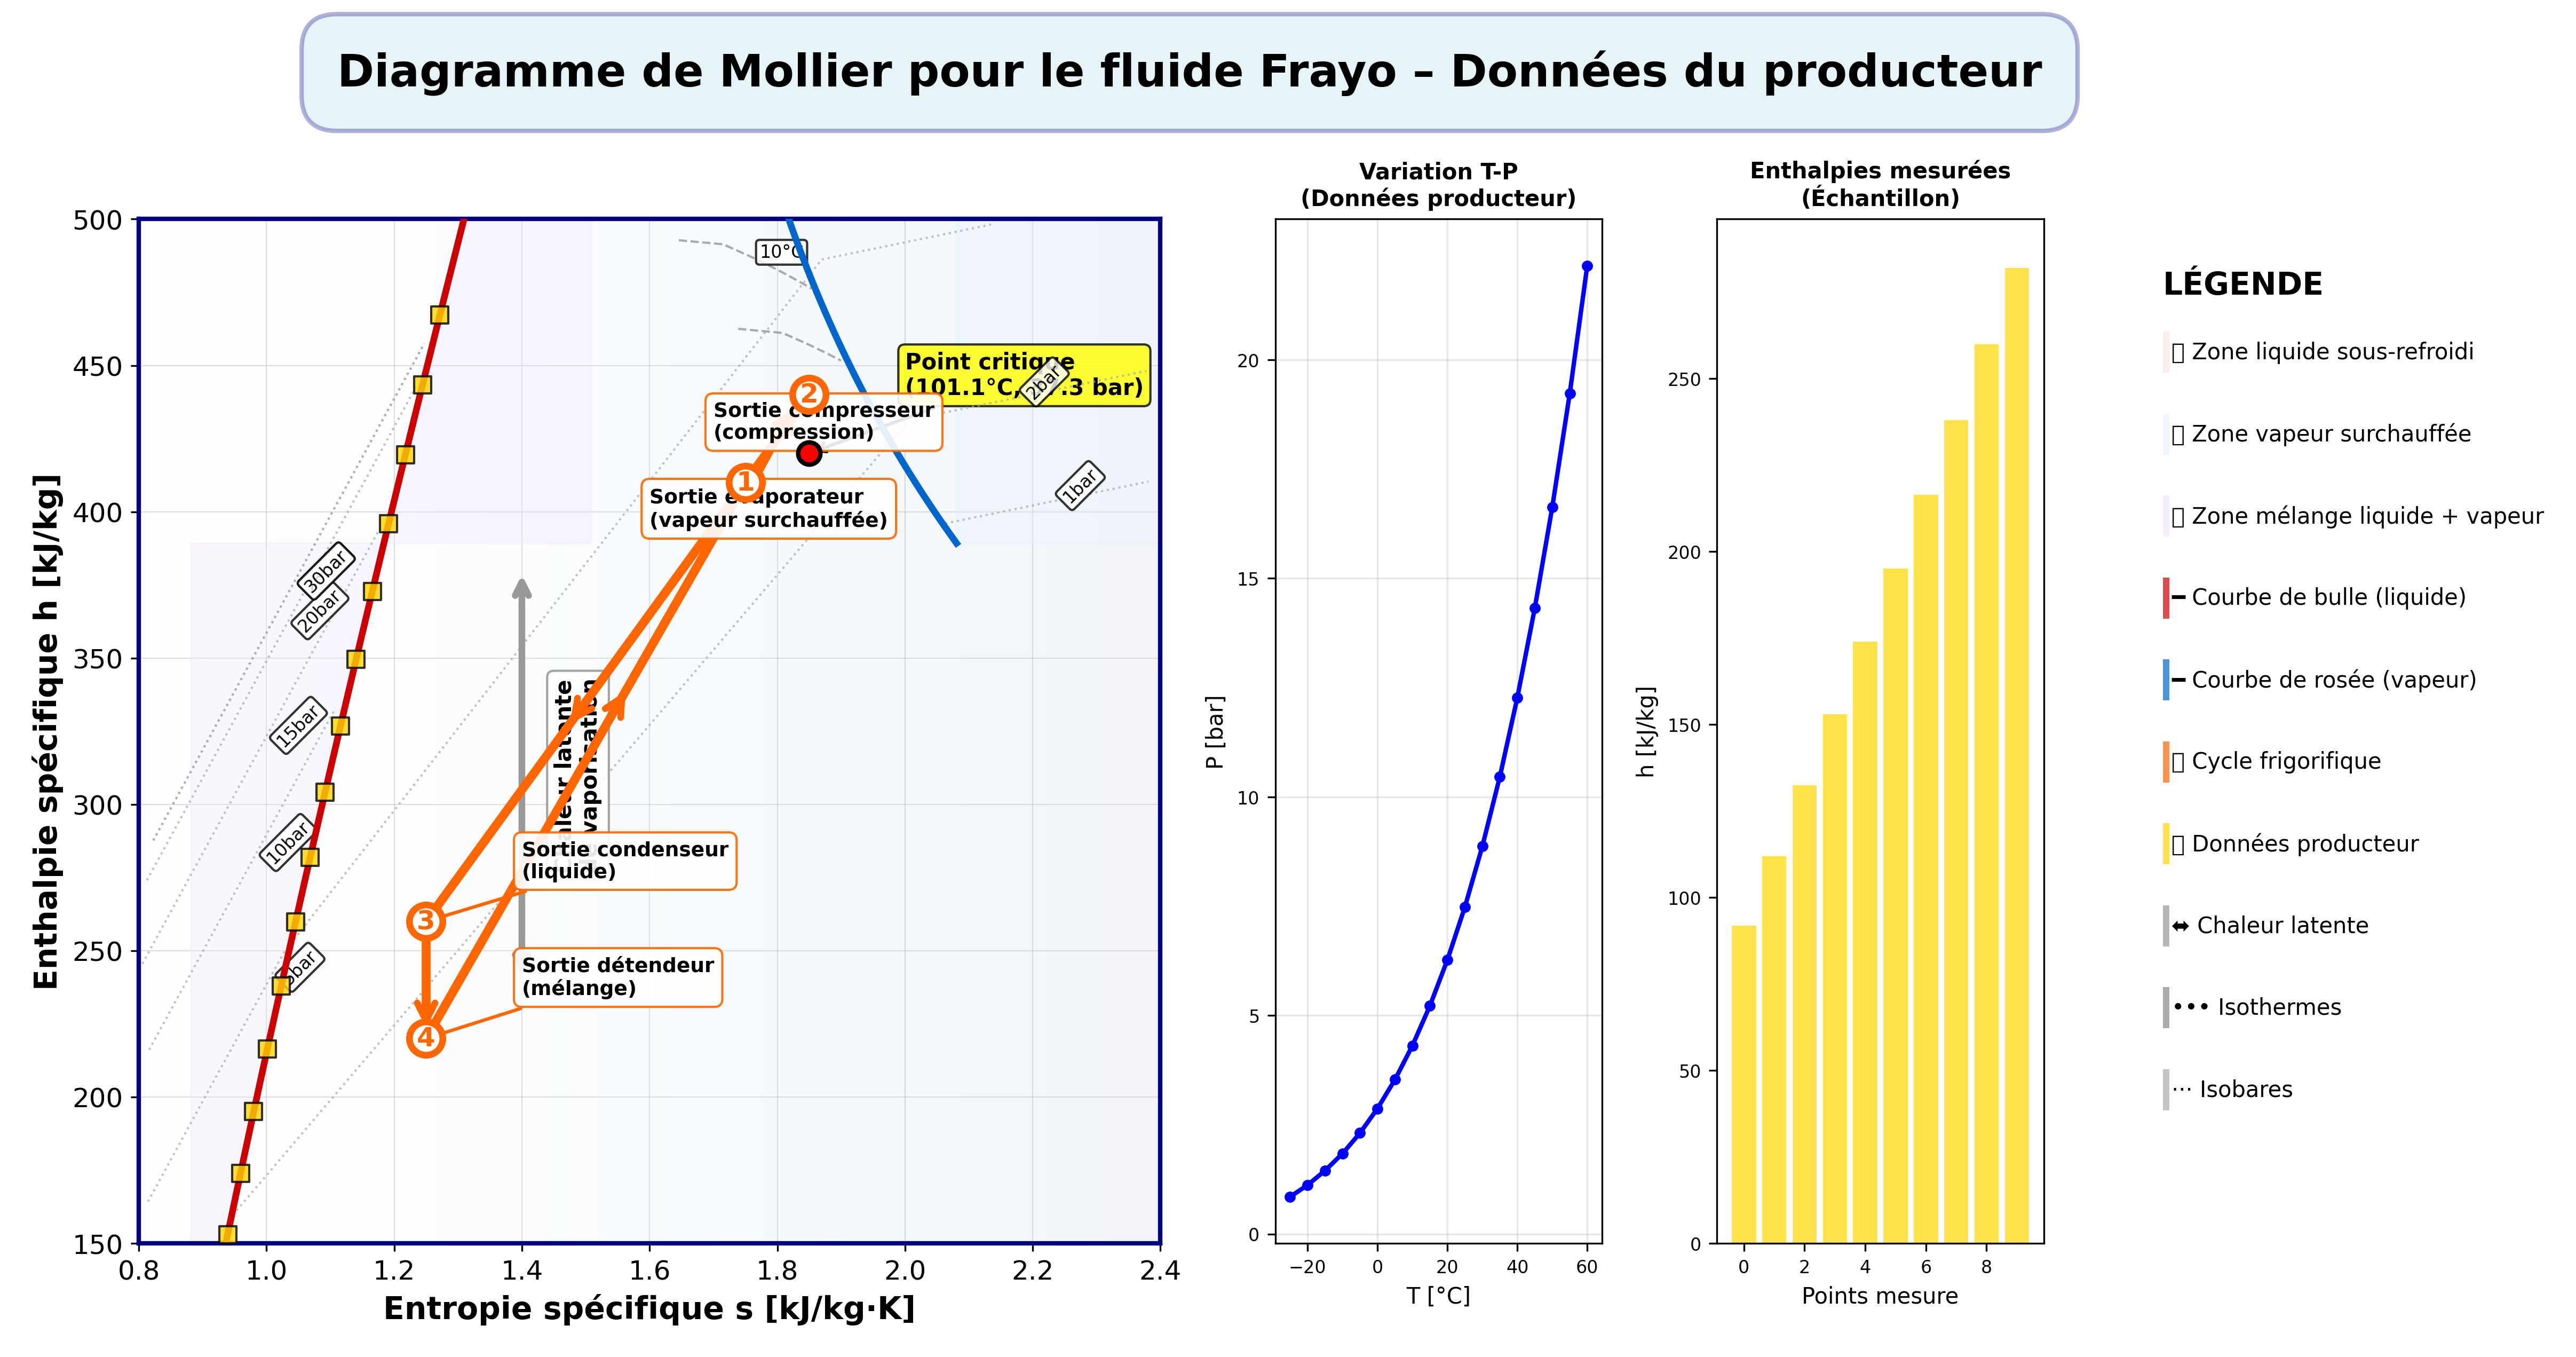 Diagramme de Mollier pour le fluide Frayo – Données du producteur
Enthalpie spécifique h [kJ/kg]
500
450
400
350
300
250
200
150
0.8
1.0
1.2
1.4
1.6
1.8
2.0
2.2
2.4
Entropie spécifique s [kJ/kg·K]
10°C
Point critique
(101.1°C, .3 bar)
2bar
1bar
2
Sortie compresseur
(compression)
1
Sortie évaporateur
(vapeur surchauffée)
30bar
20bar
15bar
10bar
bar
latente
vaporisation
Sortie condenseur
(liquide)
3
Sortie détendeur
(mélange)
4
Variation T-P
(Données producteur)
P [bar]
20
15
10
5
0
−20
0
20
40
60
T [°C]
Enthalpies mesurées
(Échantillon)
h [kJ/kg]
250
200
150
100
50
0
0
2
4
6
8
Points mesure
LÉGENDE
Zone liquide sous-refroidi
Zone vapeur surchauffée
Zone mélange liquide + vapeur
━ Courbe de bulle (liquide)
━ Courbe de rosée (vapeur)
Cycle frigorifique
Données producteur
⬌ Chaleur latente
••• Isothermes
··· Isobares